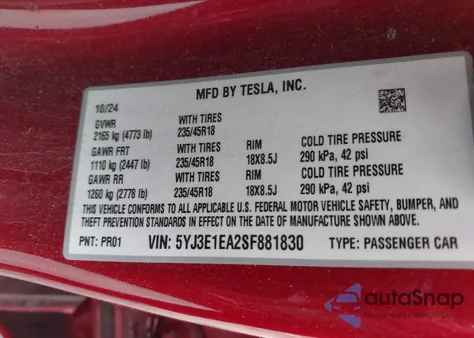 MFD BY TESLA, INC.
10/24
GVWR WITH TIRES
2165 kg (4773 lb) 235/45R18
GAWR FRT WITH TIRES RIM COLD TIRE PRESSURE
1110 kg (2447 lb) 235/45R18 18X8.5J 290 kPa, 42 psi
GAWR RR WITH TIRES RIM COLD TIRE PRESSURE
1260 kg (2778 lb) 235/45R18 18X8.5J 290 kPa, 42 psi
THIS VEHICLE CONFORMS TO ALL APPLICABLE U.S. FEDERAL MOTOR VEHICLE SAFETY, BUMPER, AND
THEFT PREVENTION STANDARDS IN EFFECT ON THE DATE OF MANUFACTURE SHOWN ABOVE.
PNT: PR01 VIN: 5YJ3E1EA2SF881830 TYPE: PASSENGER CAR
autoSnap